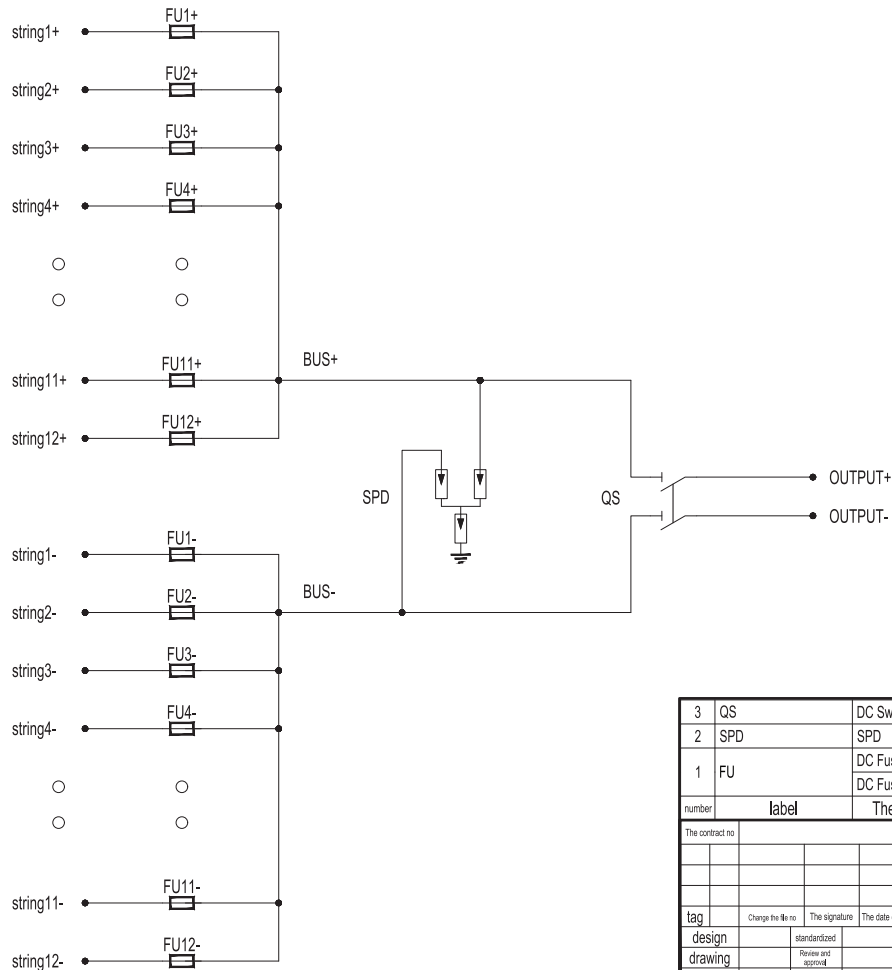 FU1+
string1+
FU2+
string2+
FU3+
string3+
FU4+
string4+
FU11+
BUS+
string11+
FU12+
string12+
SPD
QS
OUTPUT+
OUTPUT-
FU1-
string1-
FU2-
BUS-
string2-
FU3-
string3-
FU4-
string4-
FU11-
string11-
FU12-
string12-
3 QS DC Sw
2 SPD SPD
1 FU DC Fus
DC Fus
number label The
The contract no
tag Change the file no The signature The date
design standardized
drawing Review and approval